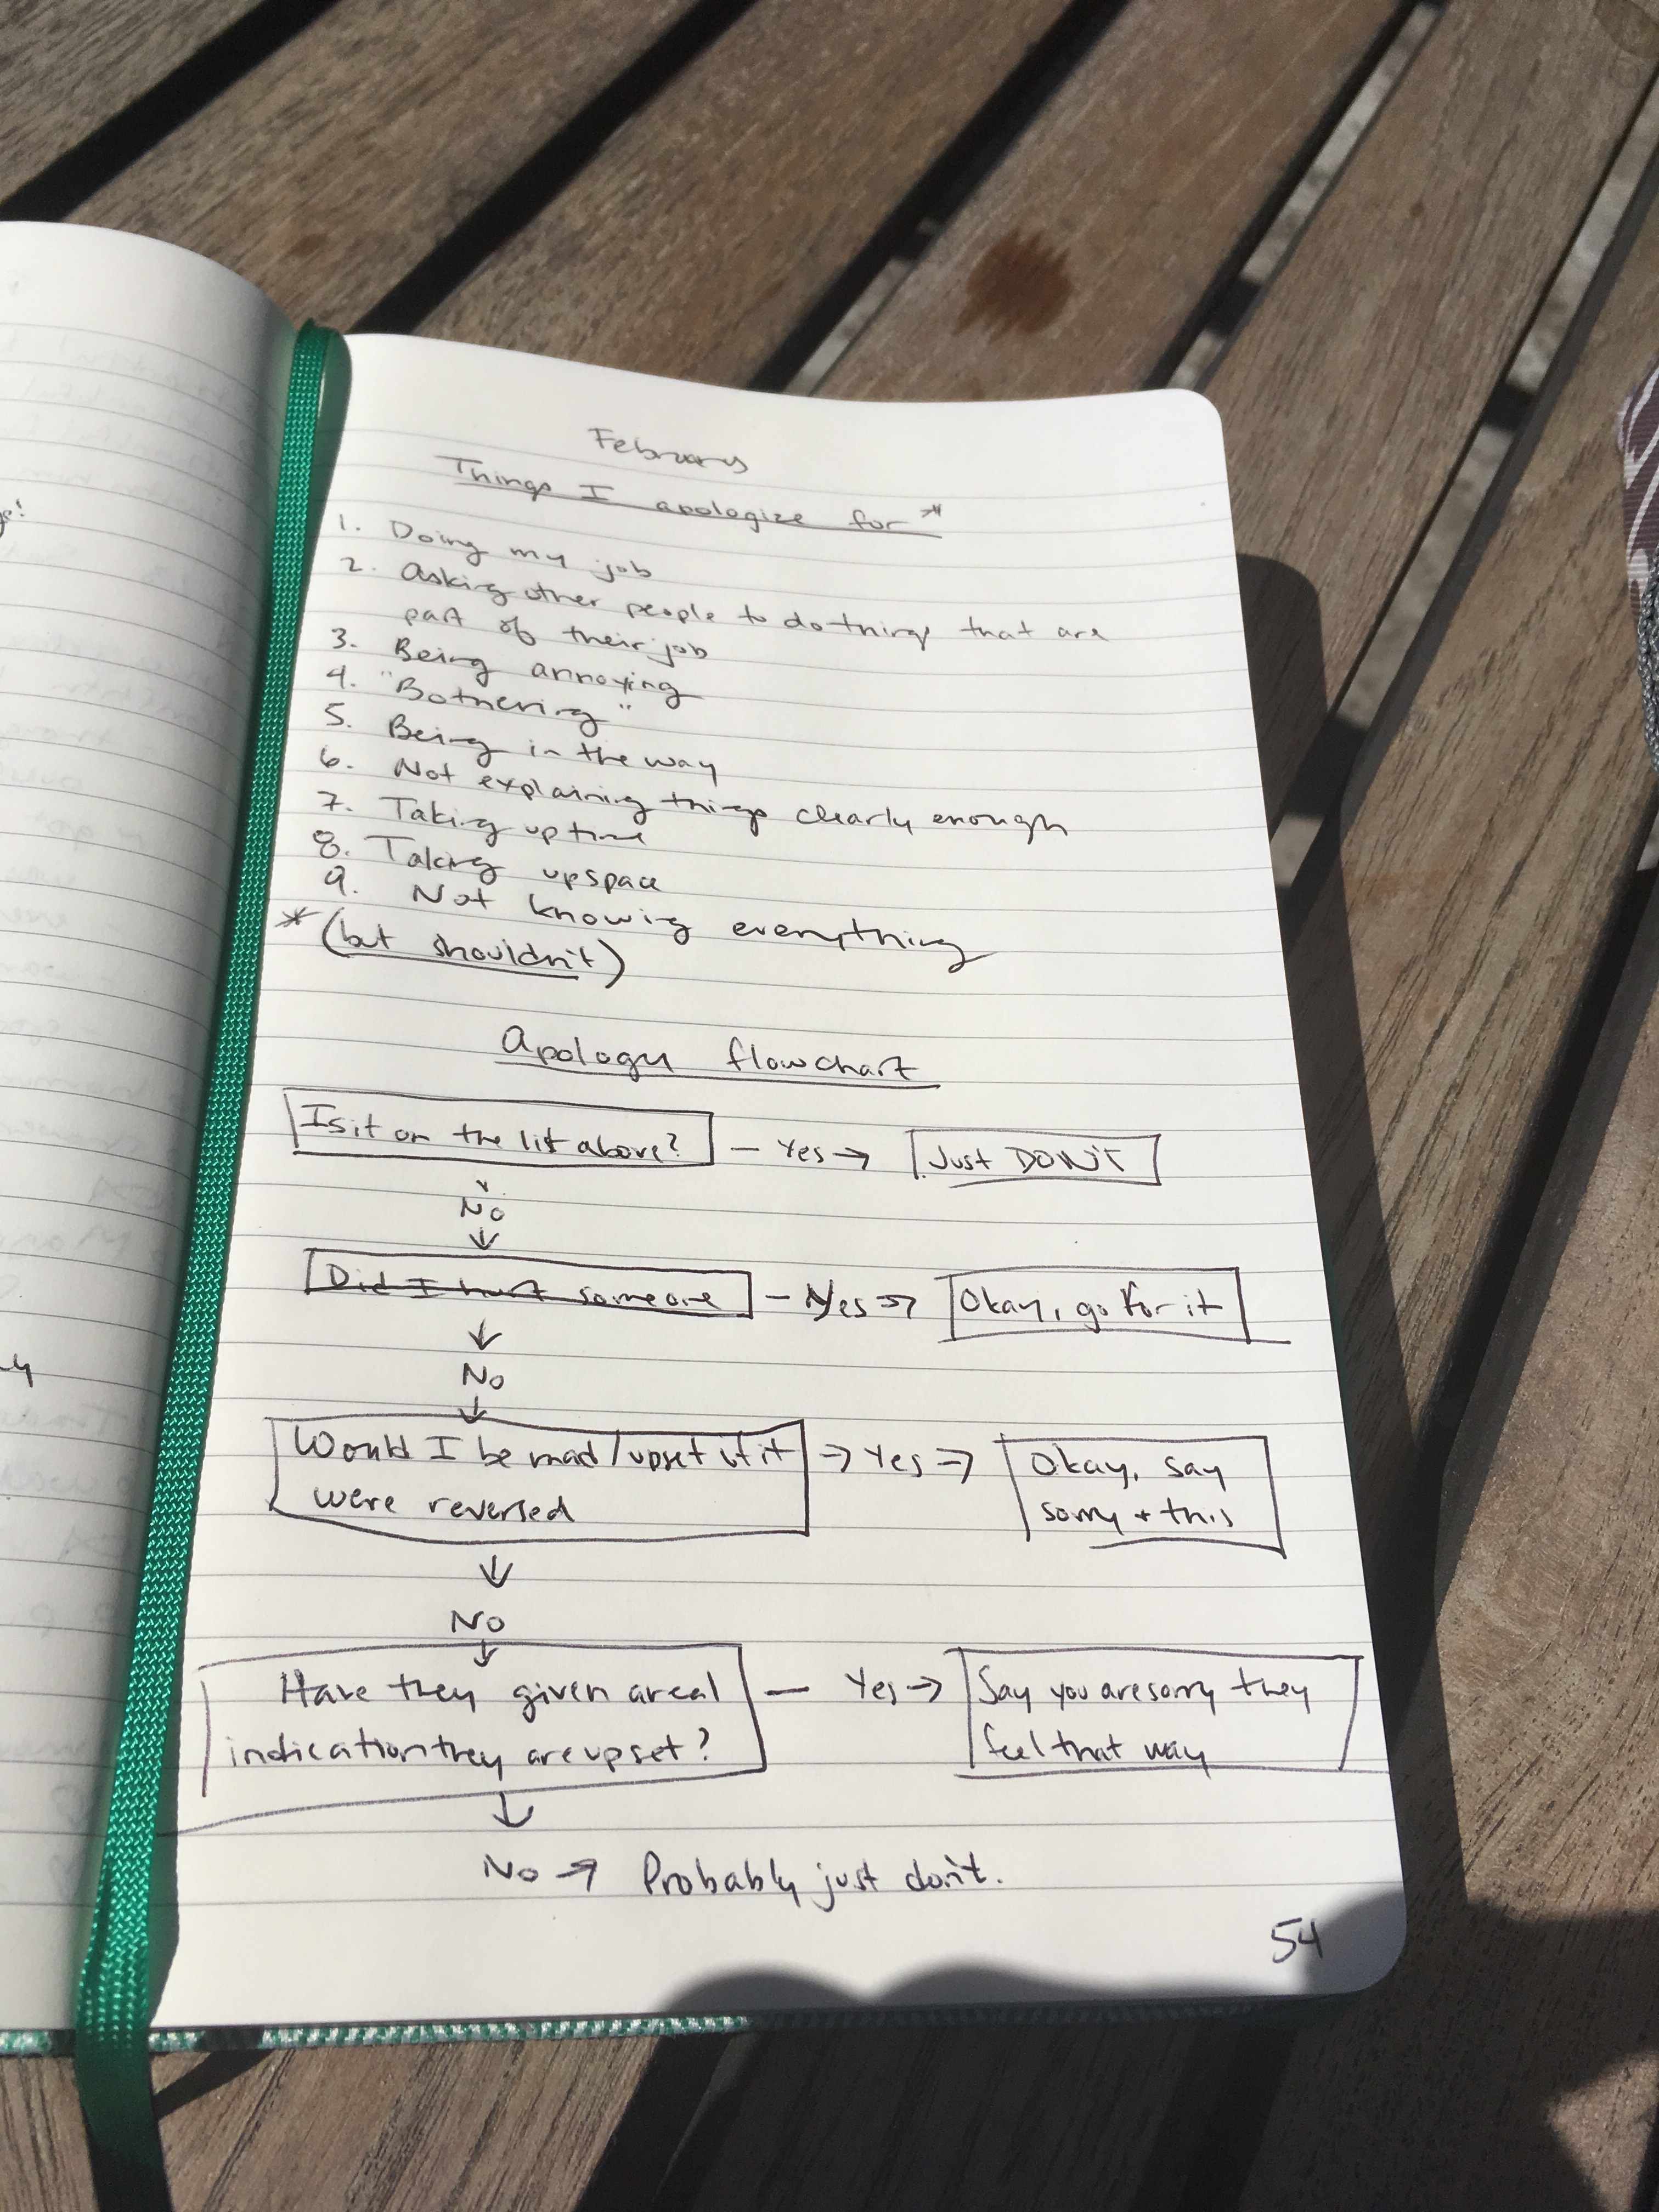 February
Things I apologize for *
1. Doing my job
2. Asking other people to do things that are
part of their job
3. Being annoying
4. "Bothering"
5. Being in the way
6. Not explaining things clearly enough
7. Taking up time
8. Taking up space
9. Not knowing everything
* (but shouldn't)
Apology flowchart
Is it on the list above? - Yes → Just DON'T
No
↓
Did I hurt someone - Yes → Okay, go for it
↓
No
↓
Would I be mad/upset if it → Yes → Okay, say
were reversed sorry + this
↓
No
↓
Have they given a real - Yes → Say you are sorry they
indication they are upset? feel that way
↓
No → Probably just don't.
54